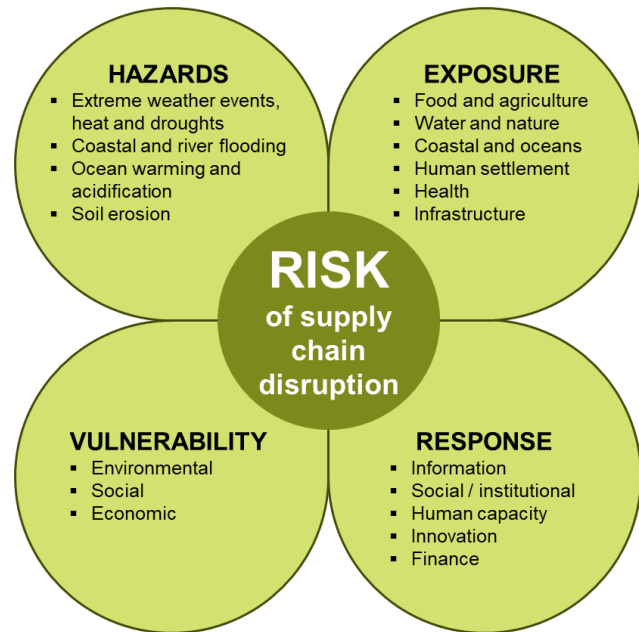 HAZARDS
▪ Extreme weather events,
heat and droughts
▪ Coastal and river flooding
▪ Ocean warming and
acidification
▪ Soil erosion
EXPOSURE
▪ Food and agriculture
▪ Water and nature
▪ Coastal and oceans
▪ Human settlement
▪ Health
▪ Infrastructure
RISK
of supply
chain
disruption
VULNERABILITY
▪ Environmental
▪ Social
▪ Economic
RESPONSE
▪ Information
▪ Social / institutional
▪ Human capacity
▪ Innovation
▪ Finance